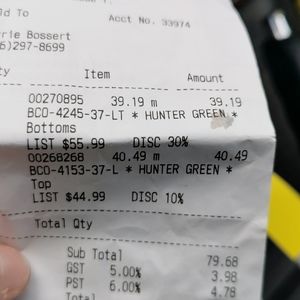 ld To Acct No. 33974
rrie Bossert
6)297-8699
ty Item Amount
00270895 39.19 m 39.19
BCO-4245-37-LT * HUNTER GREEN *
Bottoms
LIST $55.99 DISC 30%
00268268 40.49 m 40.49
BCO-4153-37-L * HUNTER GREEN *
Top
LIST $44.99 DISC 10%
Total Qty
Sub Total 79.68
GST 5.00% 3.98
PST 6.00% 4.78
Total